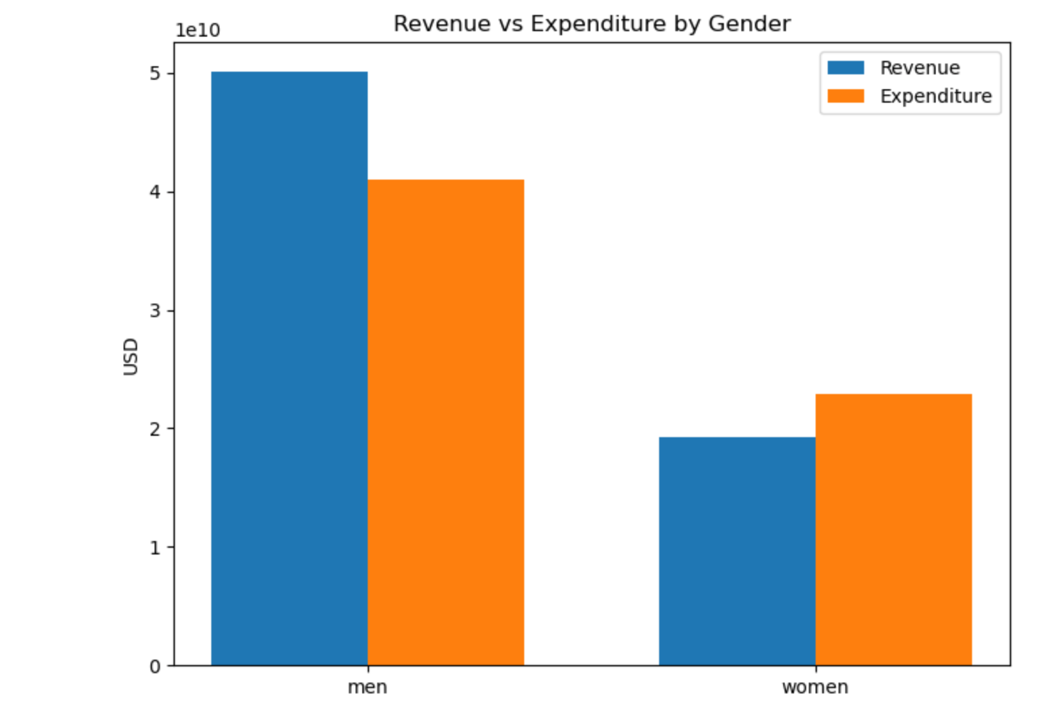 Revenue vs Expenditure by Gender
1e10
Revenue
Expenditure
5
4
3
2
1
0
USD
men
women